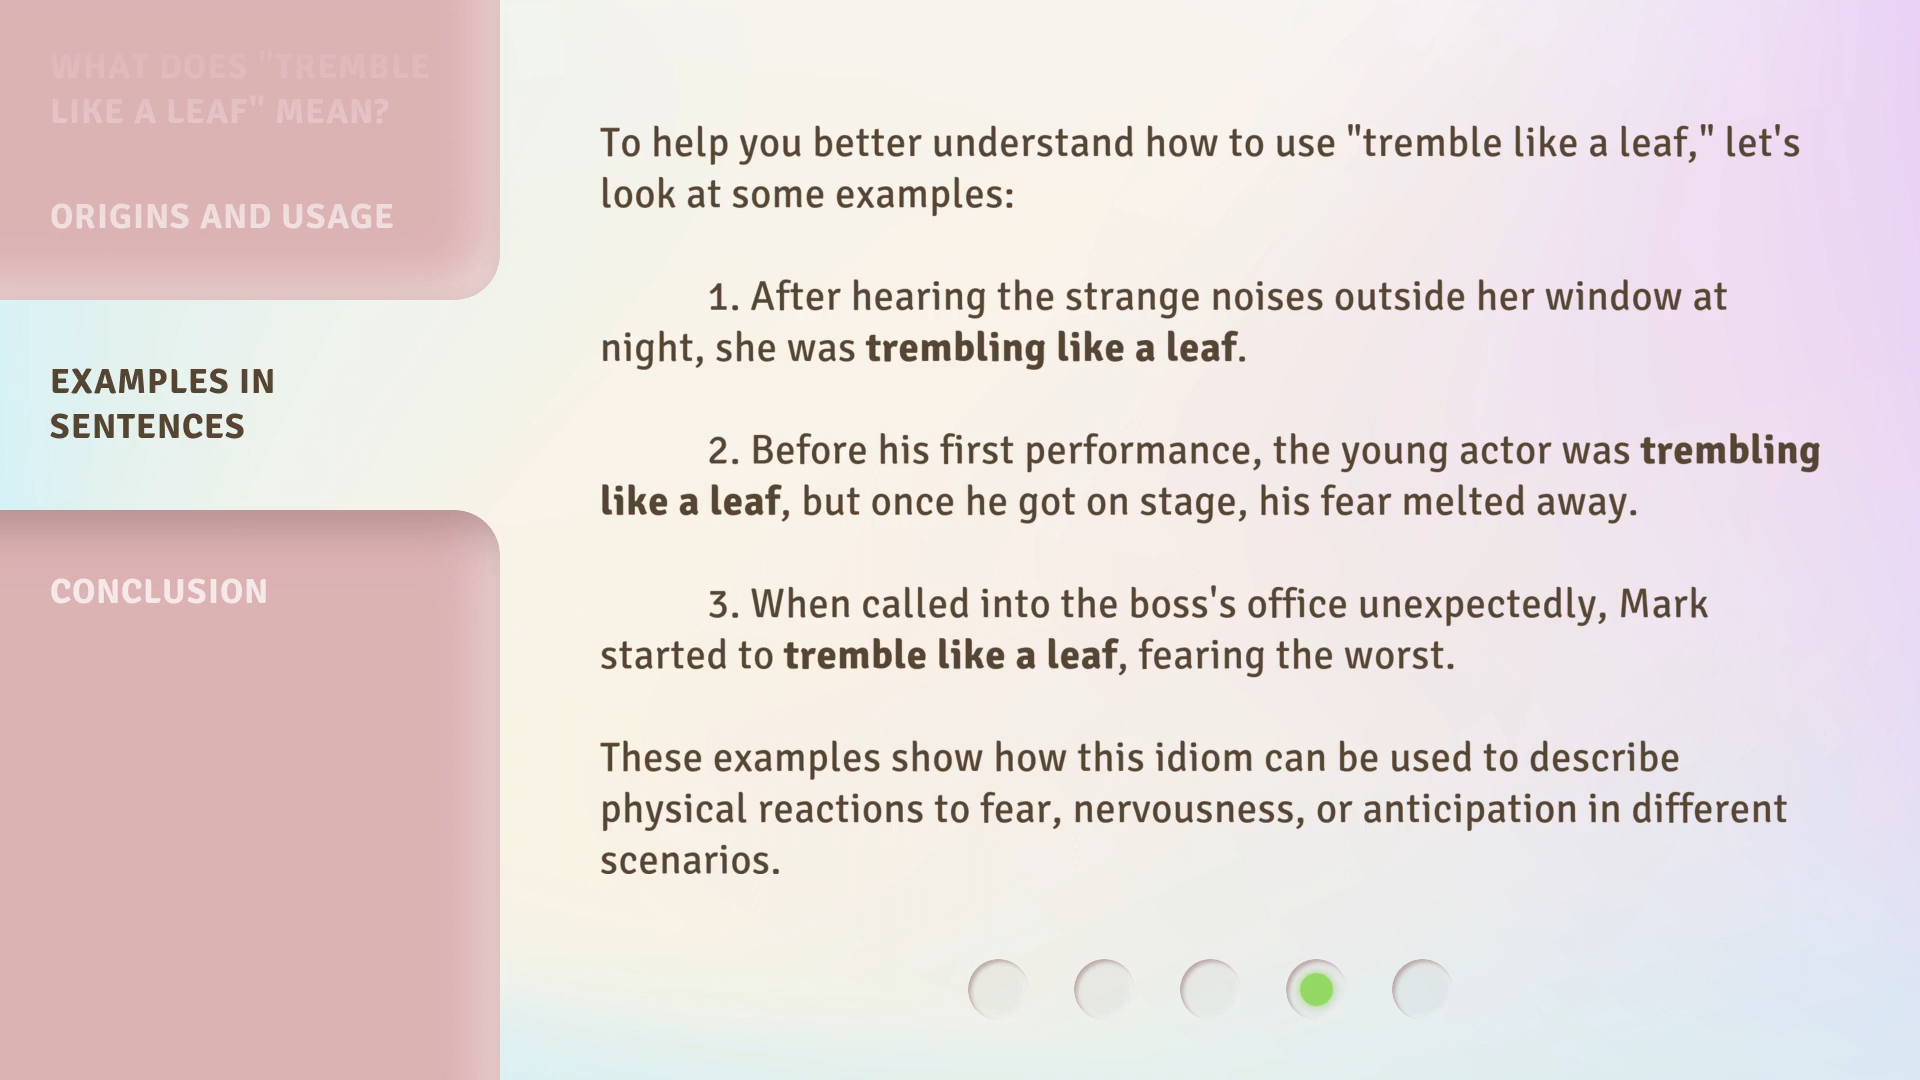 WHAT DOES "TREMBLE
LIKE A LEAF" MEAN?
ORIGINS AND USAGE
EXAMPLES IN
SENTENCES
CONCLUSION
To help you better understand how to use "tremble like a leaf," let's
look at some examples:
1. After hearing the strange noises outside her window at
night, she was trembling like a leaf.
2. Before his first performance, the young actor was trembling
like a leaf, but once he got on stage, his fear melted away.
3. When called into the boss's office unexpectedly, Mark
started to tremble like a leaf, fearing the worst.
These examples show how this idiom can be used to describe
physical reactions to fear, nervousness, or anticipation in different
scenarios.